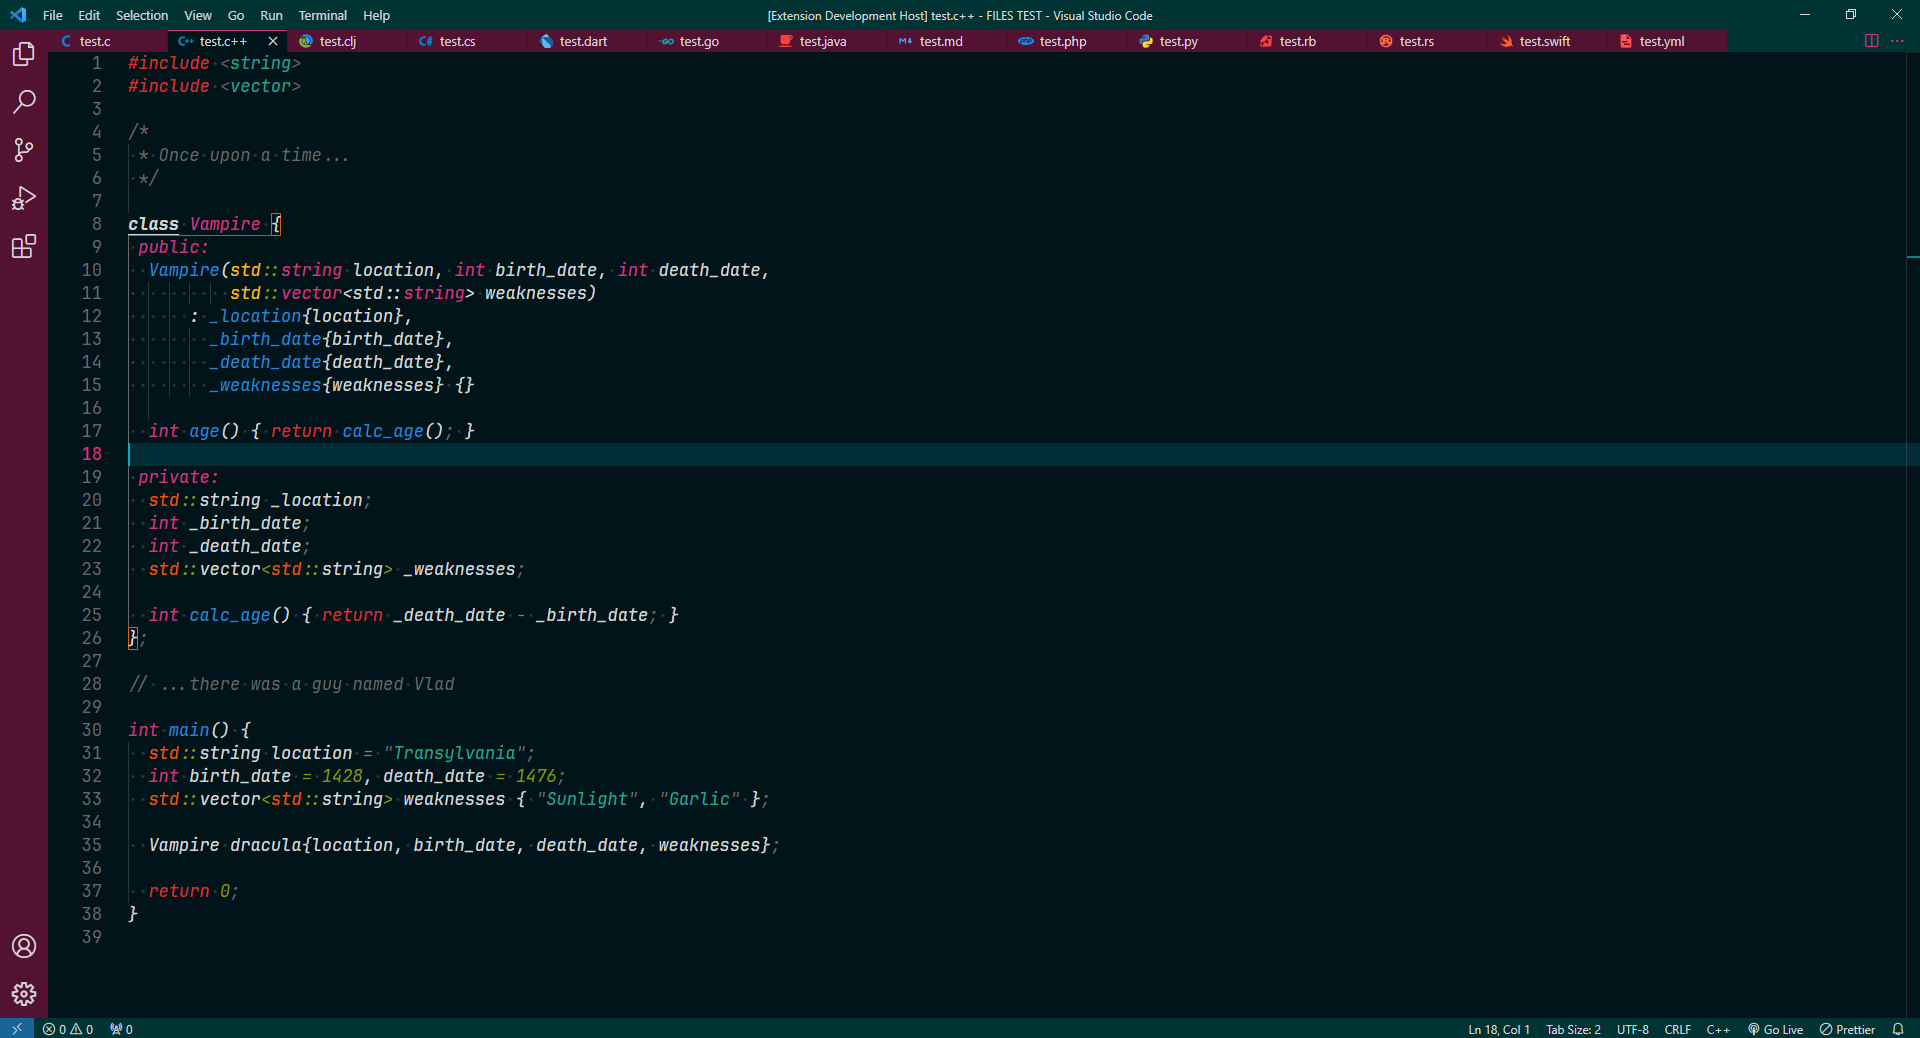 File Edit Selection View Go Run Terminal Help [Extension Development Host] test.c++ - FILES TEST - Visual Studio Code
C test.c C++ test.c++ test.clj C# test.cs test.dart GO test.go test.java M test.md php test.php test.py test.rb test.rs test.swift test.yml ...
1 #include <string>
2 #include <vector>
3
4 /*
5 * Once upon a time...
6 */
7
8 class Vampire {
9 public:
10 Vampire(std::string location, int birth_date, int death_date,
11 std::vector<std::string> weaknesses)
12 : _location{location},
13 _birth_date{birth_date},
14 _death_date{death_date},
15 _weaknesses{weaknesses} {}
16
17 int age() { return calc_age(); }
18
19 private:
20 std::string _location;
21 int _birth_date;
22 int _death_date;
23 std::vector<std::string> _weaknesses;
24
25 int calc_age() { return _death_date - _birth_date; }
26 };
27
28 // ...there was a guy named Vlad
29
30 int main() {
31 std::string location = "Transylvania";
32 int birth_date = 1428, death_date = 1476;
33 std::vector<std::string> weaknesses { "Sunlight", "Garlic" };
34
35 Vampire dracula{location, birth_date, death_date, weaknesses};
36
37 return 0;
38 }
39
0 0 0 Ln 18, Col 1 Tab Size: 2 UTF-8 CRLF C++ Go Live Prettier